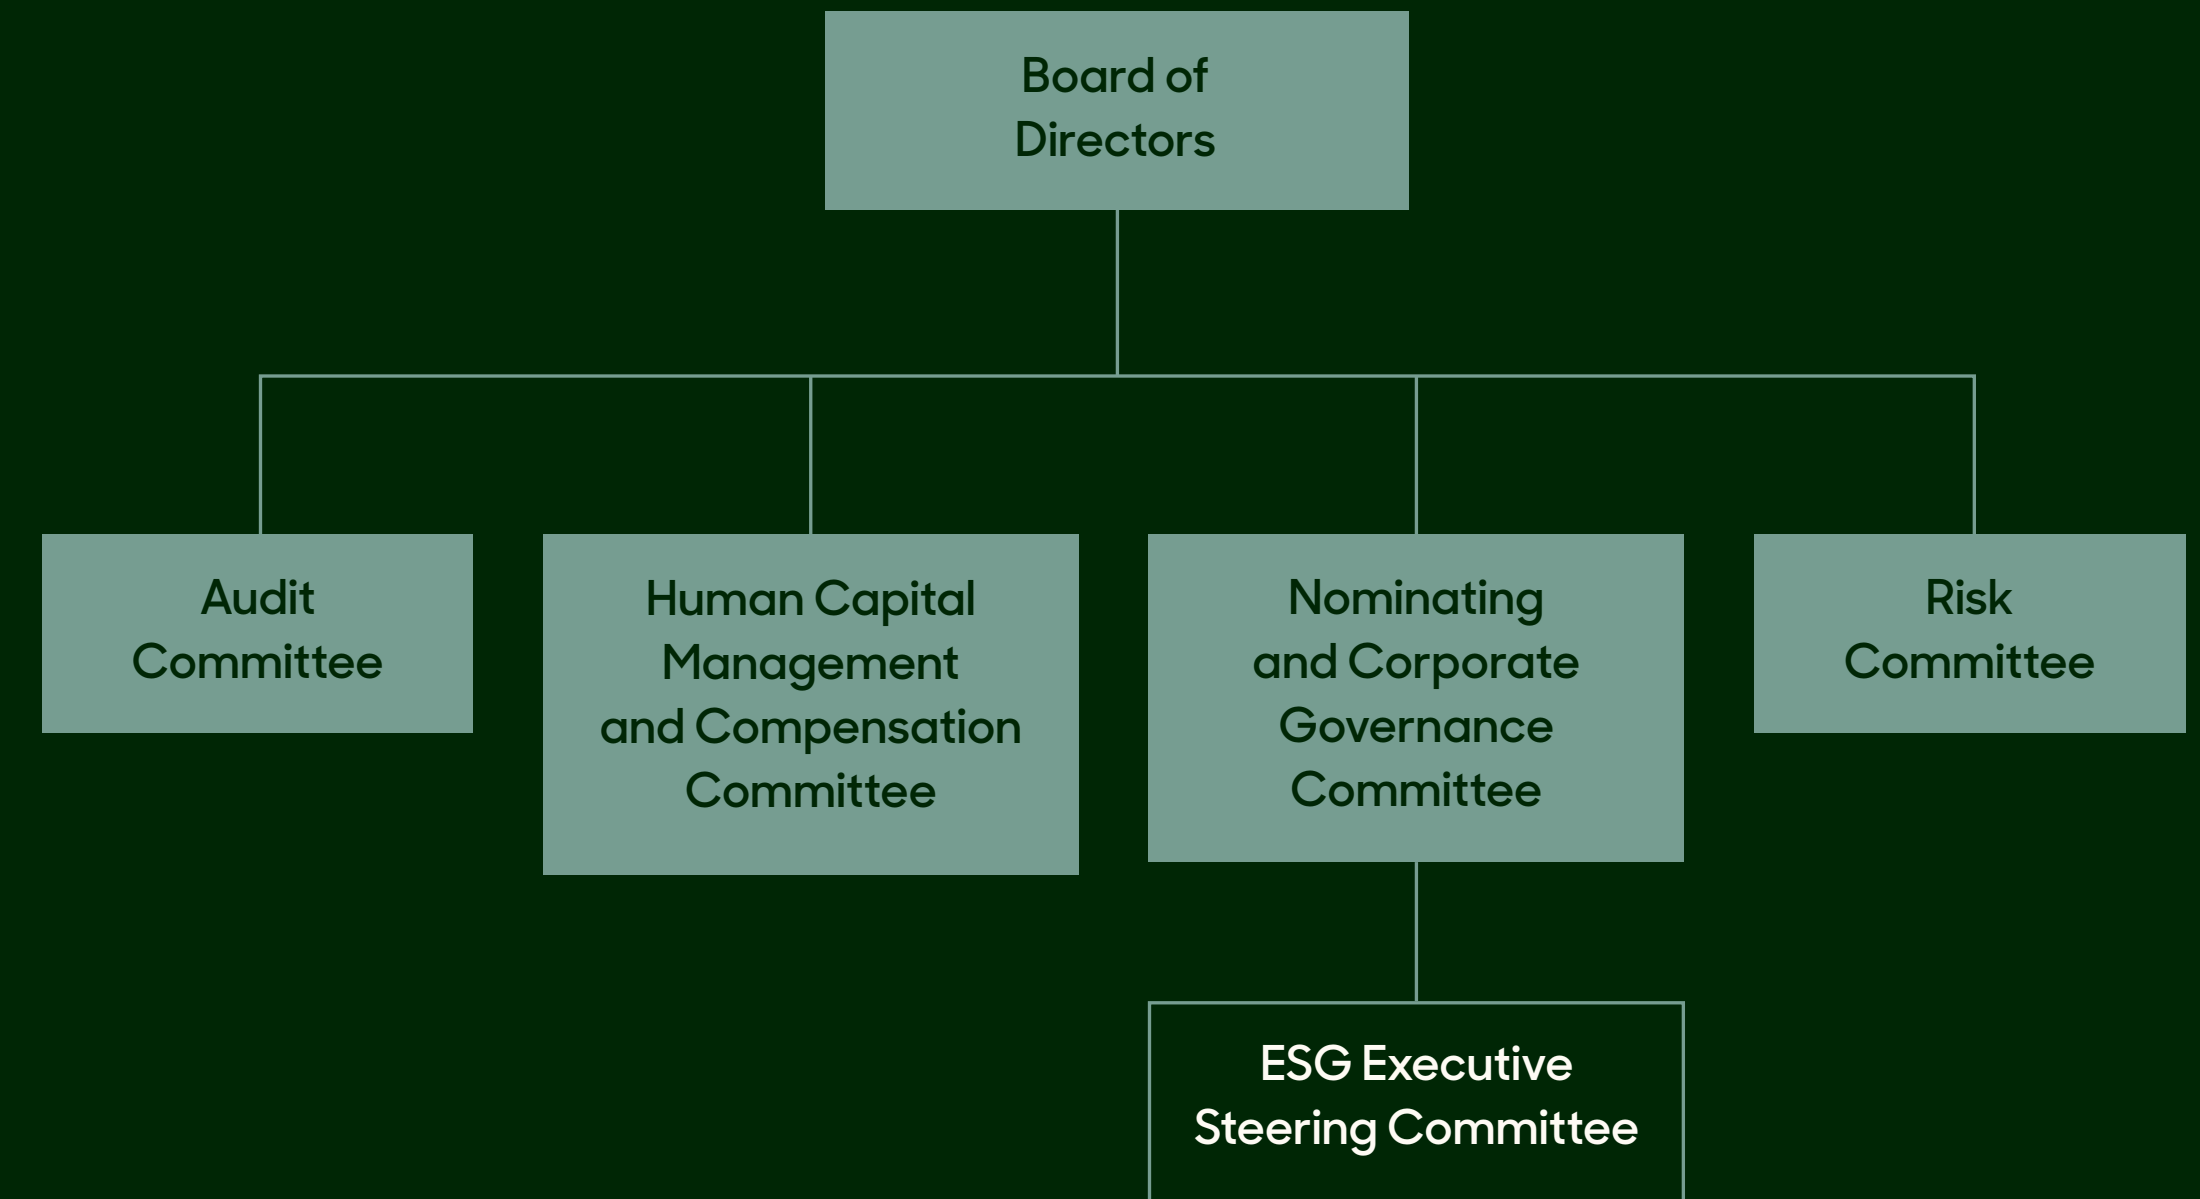 Board of
Directors
Audit
Committee
Human Capital
Management
and Compensation
Committee
Nominating
and Corporate
Governance
Committee
Risk
Committee
ESG Executive
Steering Committee